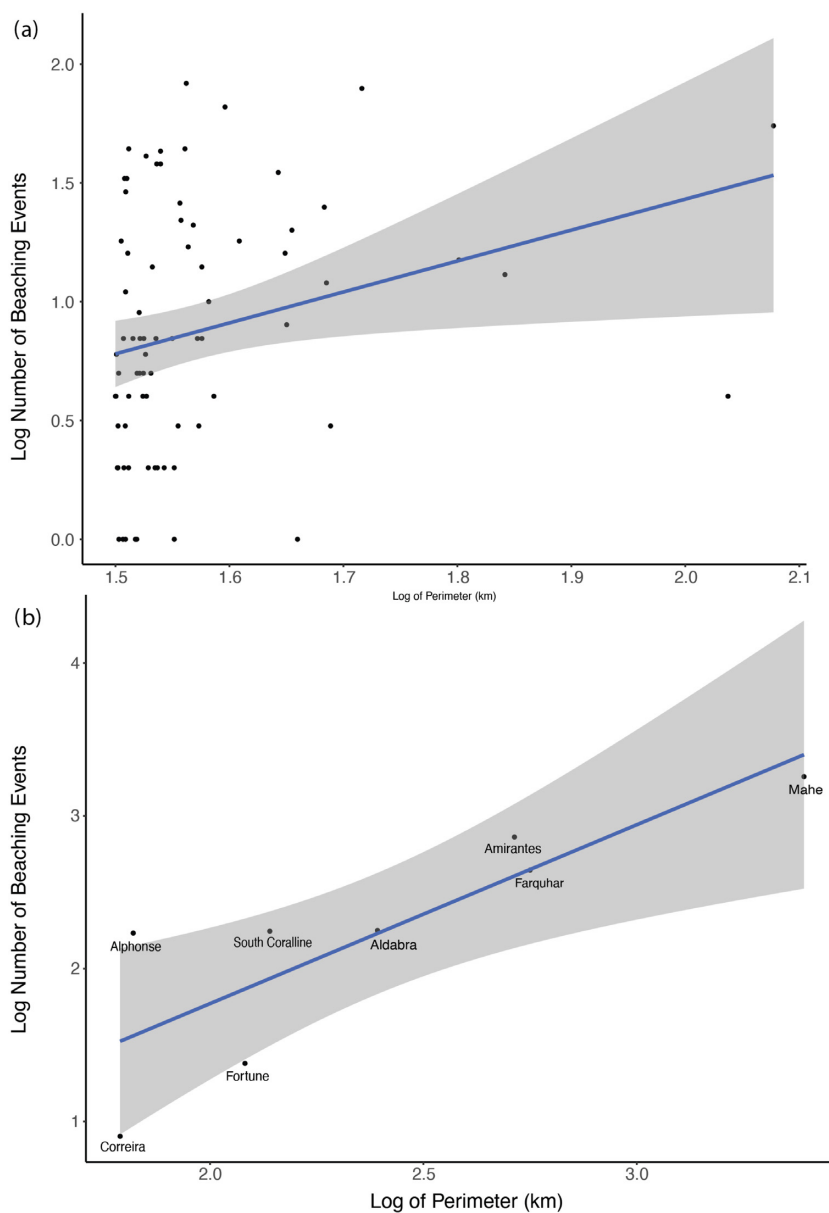 (a)
Log Number of Beaching Events
2.0
1.5
1.0
0.5
0.0
1.5 1.6 1.7 1.8 1.9 2.0 2.1
Log of Perimeter (km)
(b)
Log Number of Beaching Events
4
3
2
1
Mahe
Amirantes
Farquhar
Alphonse
South Coralline
Aldabra
Fortune
Correira
2.0 2.5 3.0
Log of Perimeter (km)